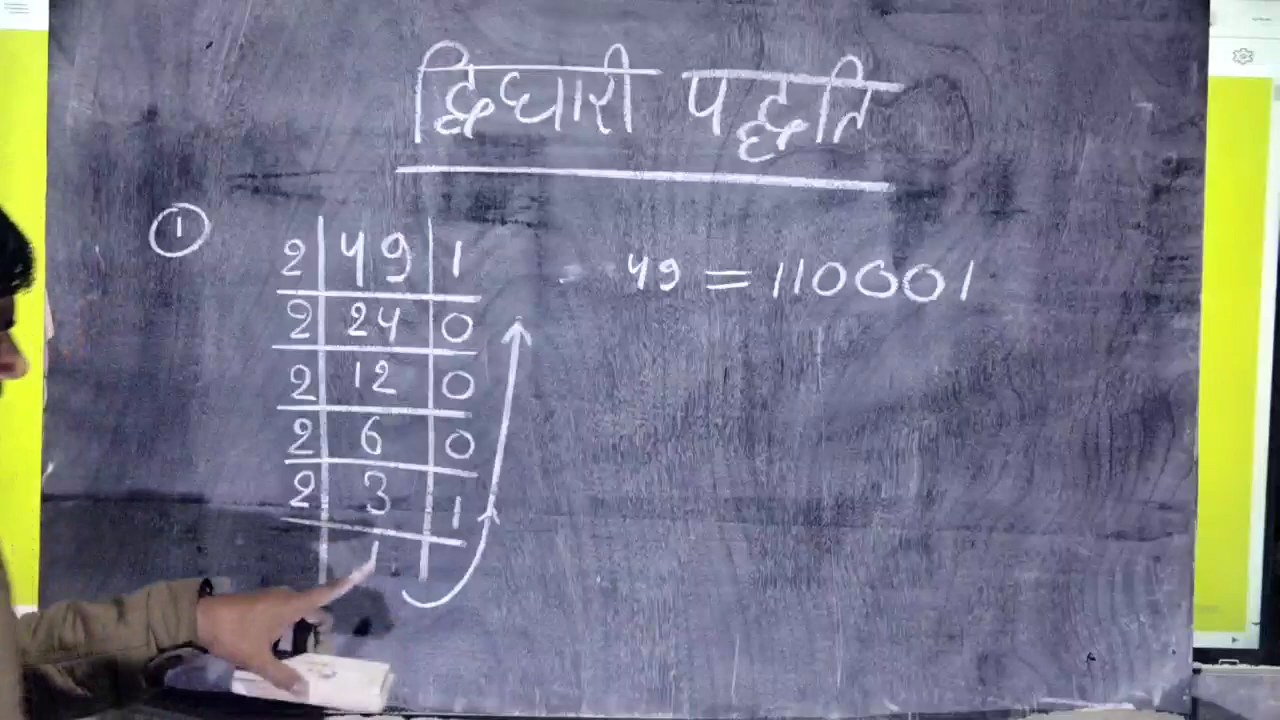 द्विधारी पद्धति
① 2 | 49 | 1 49 = 110001
2 | 24 | 0
2 | 12 | 0
2 | 6 | 0
2 | 3 | 1
1